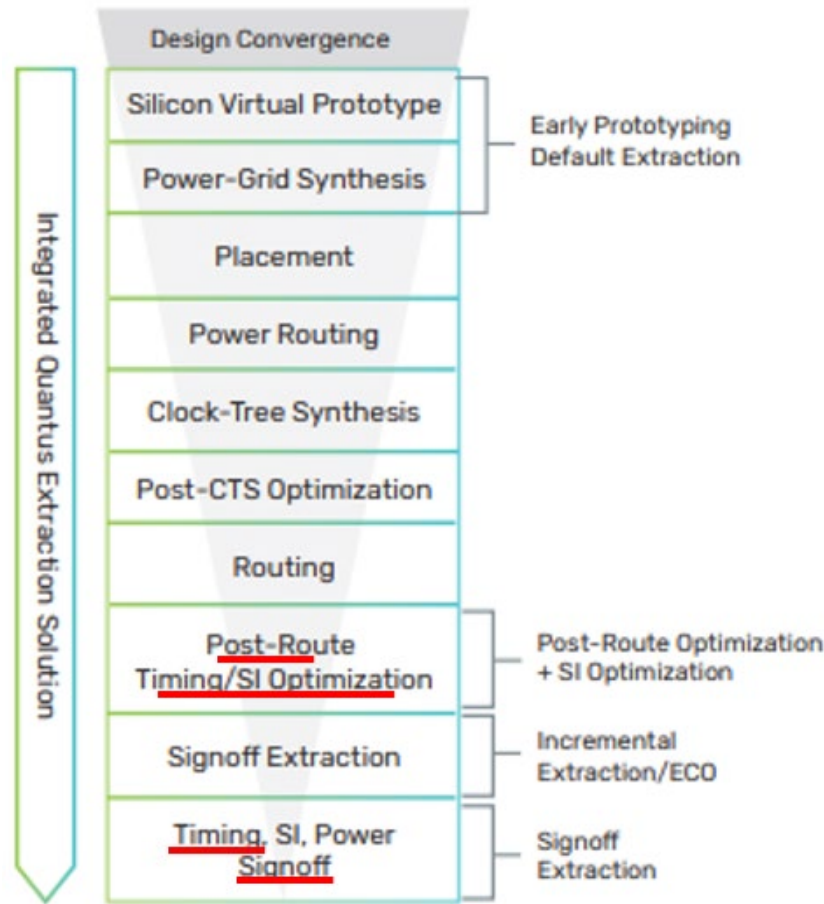 Design Convergence
Silicon Virtual Prototype
Power-Grid Synthesis
Early Prototyping
Default Extraction
Placement
Power Routing
Clock-Tree Synthesis
Post-CTS Optimization
Routing
Post-Route
Timing/SI Optimization
Post-Route Optimization
+ SI Optimization
Signoff Extraction
Incremental
Extraction/ECO
Timing, SI, Power
Signoff
Signoff
Extraction
Integrated Quantus Extraction Solution